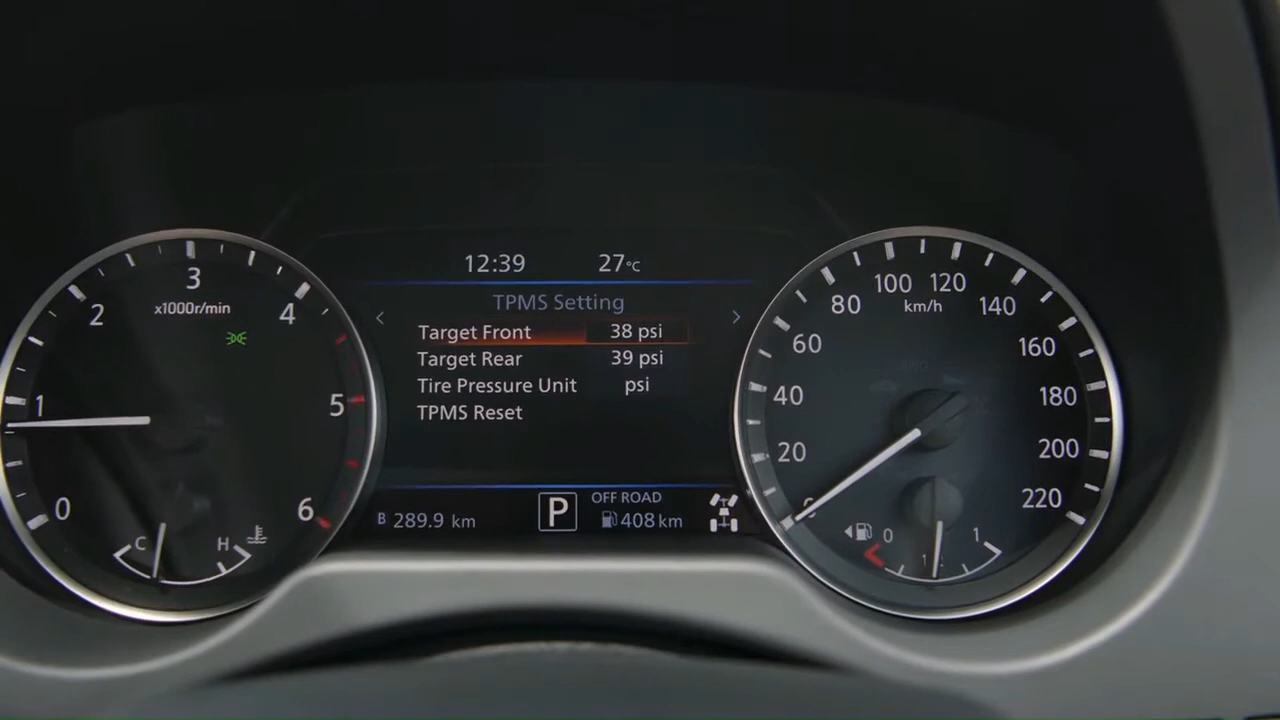 12:39 27°C
TPMS Setting
< >
Target Front 38 psi
Target Rear 39 psi
Tire Pressure Unit psi
TPMS Reset
B 289.9 km
P
OFF ROAD
408 km
0
1
2
3
4
5
6
x1000r/min
C H
20
40
60
80
100
120
140
160
180
200
220
km/h
0 1